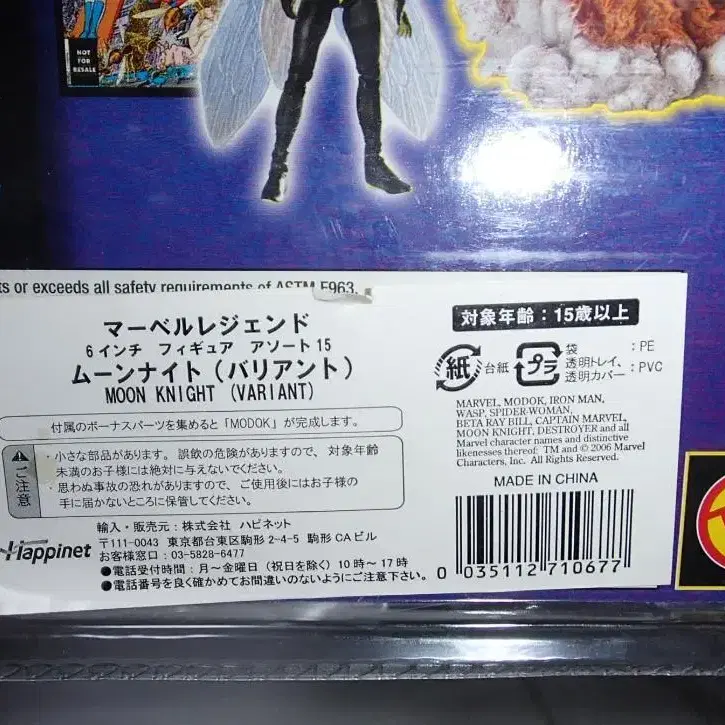 NOT
FOR
RESALE
ts or exceeds all safety requirements of ASTM F963.
マーベルレジェンド
6インチ フィギュア アソート15
ムーンナイト（バリアント）
MOON KNIGHT (VARIANT)
付属のボーナスパーツを集めると「MODOK」が完成します。
ご注意
・小さな部品があります。誤飲の危険がありますので、対象年齢
未満のお子様には絶対に与えないでください。
・思わぬ事故の恐れがありますので、ご使用後にはお子様の
手に届かないところに保管してください。
Happinet
輸入・販売元：株式会社 ハピネット
〒111-0043 東京都台東区駒形2-4-5 駒形CAビル
お客様窓口：03-5828-6477
●電話受付時間：月～金曜日（祝日を除く）10時～17時
●電話番号を良く確かめてお間違いのないようにご注意下さい。
対象年齢：15歳以上
紙 台紙
プラ
袋 ：PE
透明トレイ、
透明カバー ：PVC
MARVEL, MODOK, IRON MAN,
WASP, SPIDER-WOMAN,
BETA RAY BILL, CAPTAIN MARVEL,
MOON KNIGHT, DESTROYER and all
Marvel character names and distinctive
likenesses thereof: TM and © 2006 Marvel
Characters, Inc. All Rights Reserved.
MADE IN CHINA
0 035112 710677